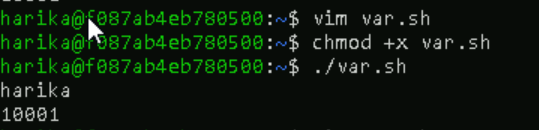 harika@f087ab4eb780500:~$ vim var.sh
harika@f087ab4eb780500:~$ chmod +x var.sh
harika@f087ab4eb780500:~$ ./var.sh
harika
10001